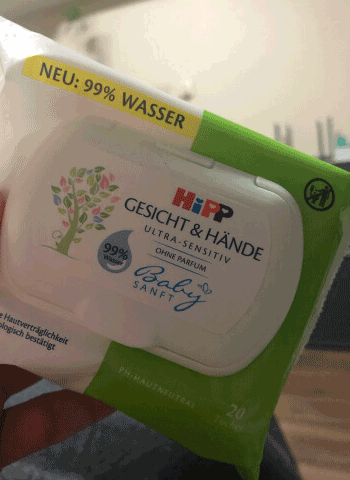 NEU: 99% WASSER
HiPP
GESICHT & HÄNDE
ULTRA-SENSITIV
OHNE PARFUM
99%
Wasser
Baby
SANFT
e Hautverträglichkeit
ologisch bestätigt
PH-HAUTNEUTRAL
20